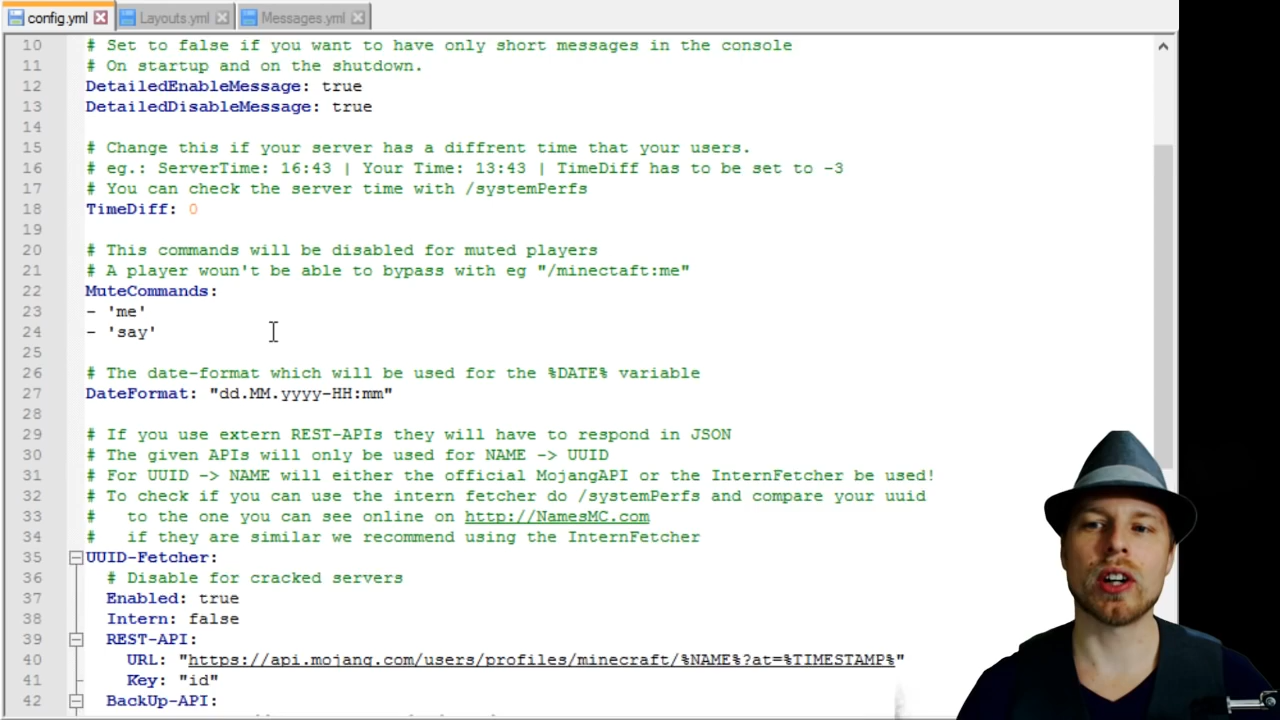 config.yml Layouts.yml Messages.yml
10 # Set to false if you want to have only short messages in the console
11 # On startup and on the shutdown.
12 DetailedEnableMessage: true
13 DetailedDisableMessage: true
14
15 # Change this if your server has a diffrent time that your users.
16 # eg.: ServerTime: 16:43 | Your Time: 13:43 | TimeDiff has to be set to -3
17 # You can check the server time with /systemPerfs
18 TimeDiff: 0
19
20 # This commands will be disabled for muted players
21 # A player woun't be able to bypass with eg "/minectaft:me"
22 MuteCommands:
23 - 'me'
24 - 'say'
25
26 # The date-format which will be used for the %DATE% variable
27 DateFormat: "dd.MM.yyyy-HH:mm"
28
29 # If you use extern REST-APIs they will have to respond in JSON
30 # The given APIs will only be used for NAME -> UUID
31 # For UUID -> NAME will either the official MojangAPI or the InternFetcher be used!
32 # To check if you can use the intern fetcher do /systemPerfs and compare your uuid
33 # to the one you can see online on http://NamesMC.com
34 # if they are similar we recommend using the InternFetcher
35 UUID-Fetcher:
36 # Disable for cracked servers
37 Enabled: true
38 Intern: false
39 REST-API:
40 URL: "https://api.mojang.com/users/profiles/minecraft/%NAME%?at=%TIMESTAMP%"
41 Key: "id"
42 BackUp-API: